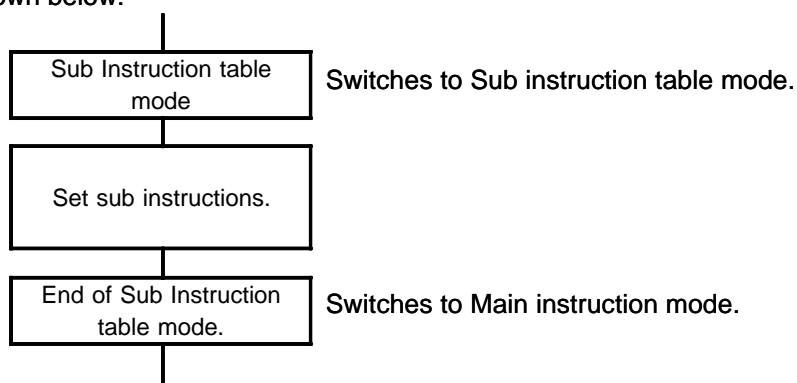 own below.
Sub Instruction table
mode
Switches to Sub instruction table mode.
Set sub instructions.
End of Sub Instruction
table mode.
Switches to Main instruction mode.